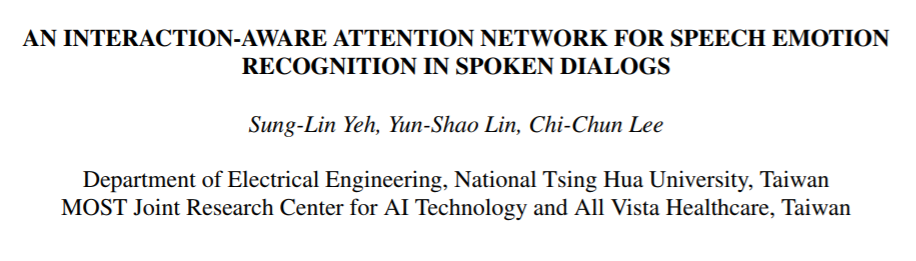 AN INTERACTION-AWARE ATTENTION NETWORK FOR SPEECH EMOTION
RECOGNITION IN SPOKEN DIALOGS
Sung-Lin Yeh, Yun-Shao Lin, Chi-Chun Lee
Department of Electrical Engineering, National Tsing Hua University, Taiwan
MOST Joint Research Center for AI Technology and All Vista Healthcare, Taiwan